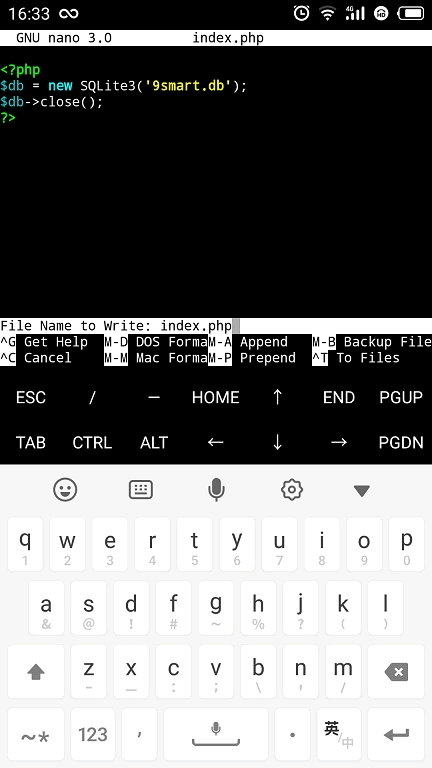 16:33 4G HD
GNU nano 3.0 index.php
<?php
$db = new SQLite3('9smart.db');
$db->close();
?>
File Name to Write: index.php
^G Get Help M-D DOS Forma M-A Append M-B Backup File
^C Cancel M-M Mac Forma M-P Prepend ^T To Files
ESC / — HOME ↑ END PGUP
TAB CTRL ALT ← ↓ → PGDN
q w e r t y u i o p
1 2 3 4 5 6 7 8 9 0
a s d f g h j k l
& @ ! # ~ % ? ( )
z x c v b n m
- _ : ; \ ' /
~* 123 , . 英/中